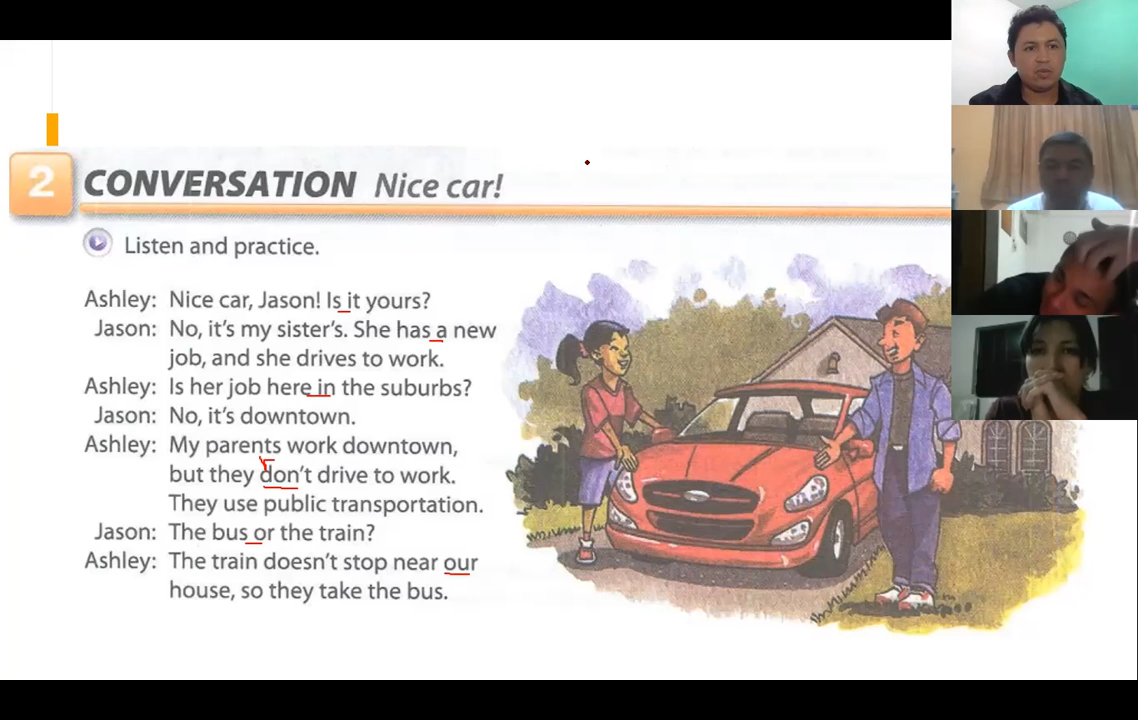 2 CONVERSATION Nice car!
Listen and practice.
Ashley: Nice car, Jason! Is it yours?
Jason: No, it's my sister's. She has a new
job, and she drives to work.
Ashley: Is her job here in the suburbs?
Jason: No, it's downtown.
Ashley: My parents work downtown,
but they don't drive to work.
They use public transportation.
Jason: The bus or the train?
Ashley: The train doesn't stop near our
house, so they take the bus.